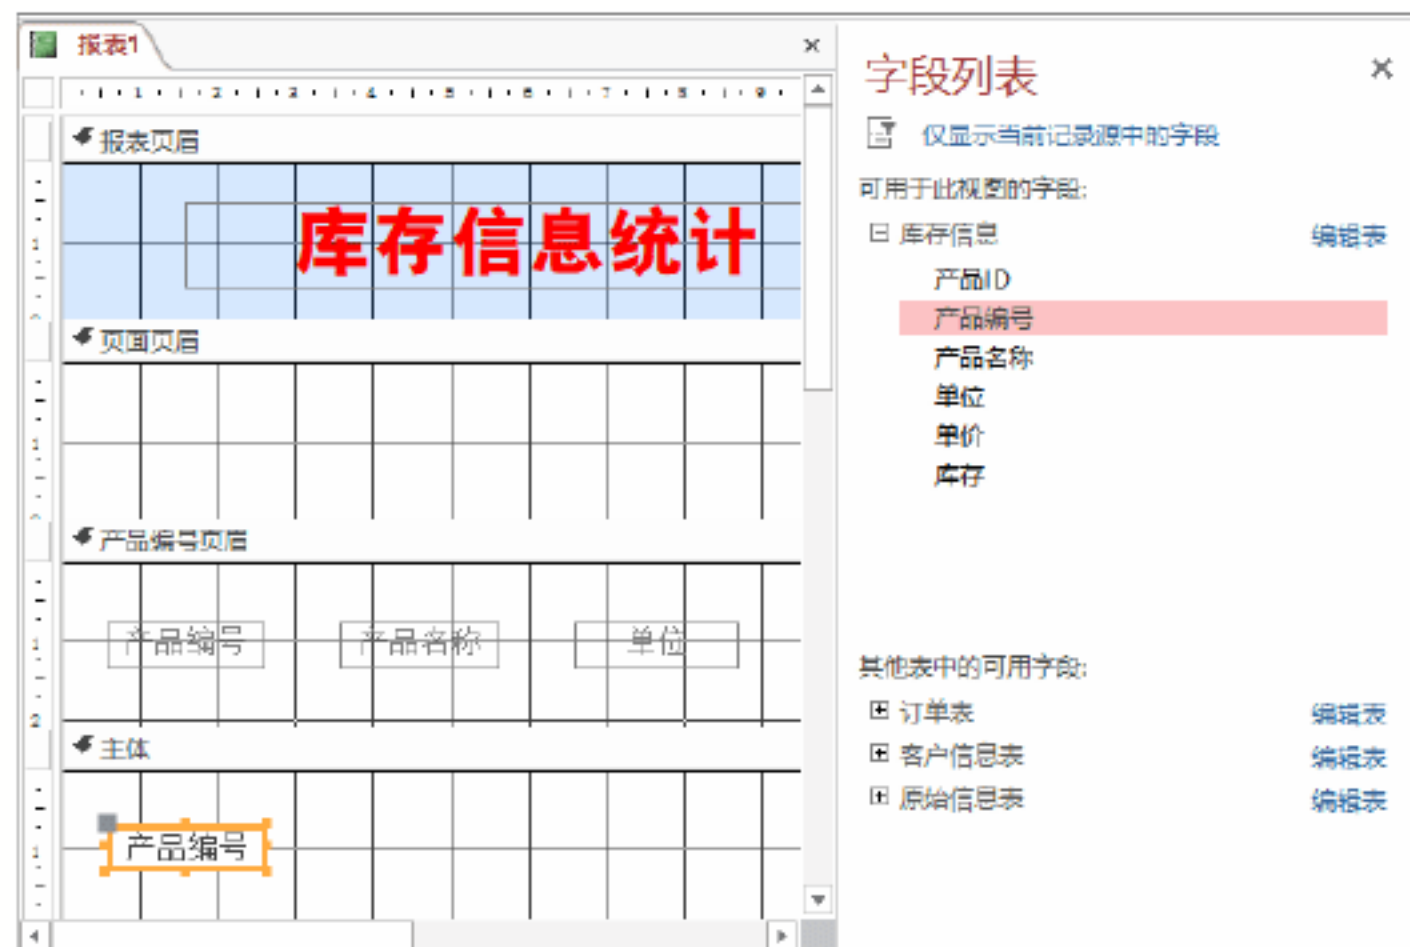 报表1
报表页眉
库存信息统计
页面页眉
产品编号页眉
产品编号 产品名称 单位
主体
产品编号
字段列表
仅显示当前记录源中的字段
可用于此视图的字段:
库存信息 编辑表
产品ID
产品编号
产品名称
单位
单价
库存
其他表中的可用字段:
订单表 编辑表
客户信息表 编辑表
原始信息表 编辑表